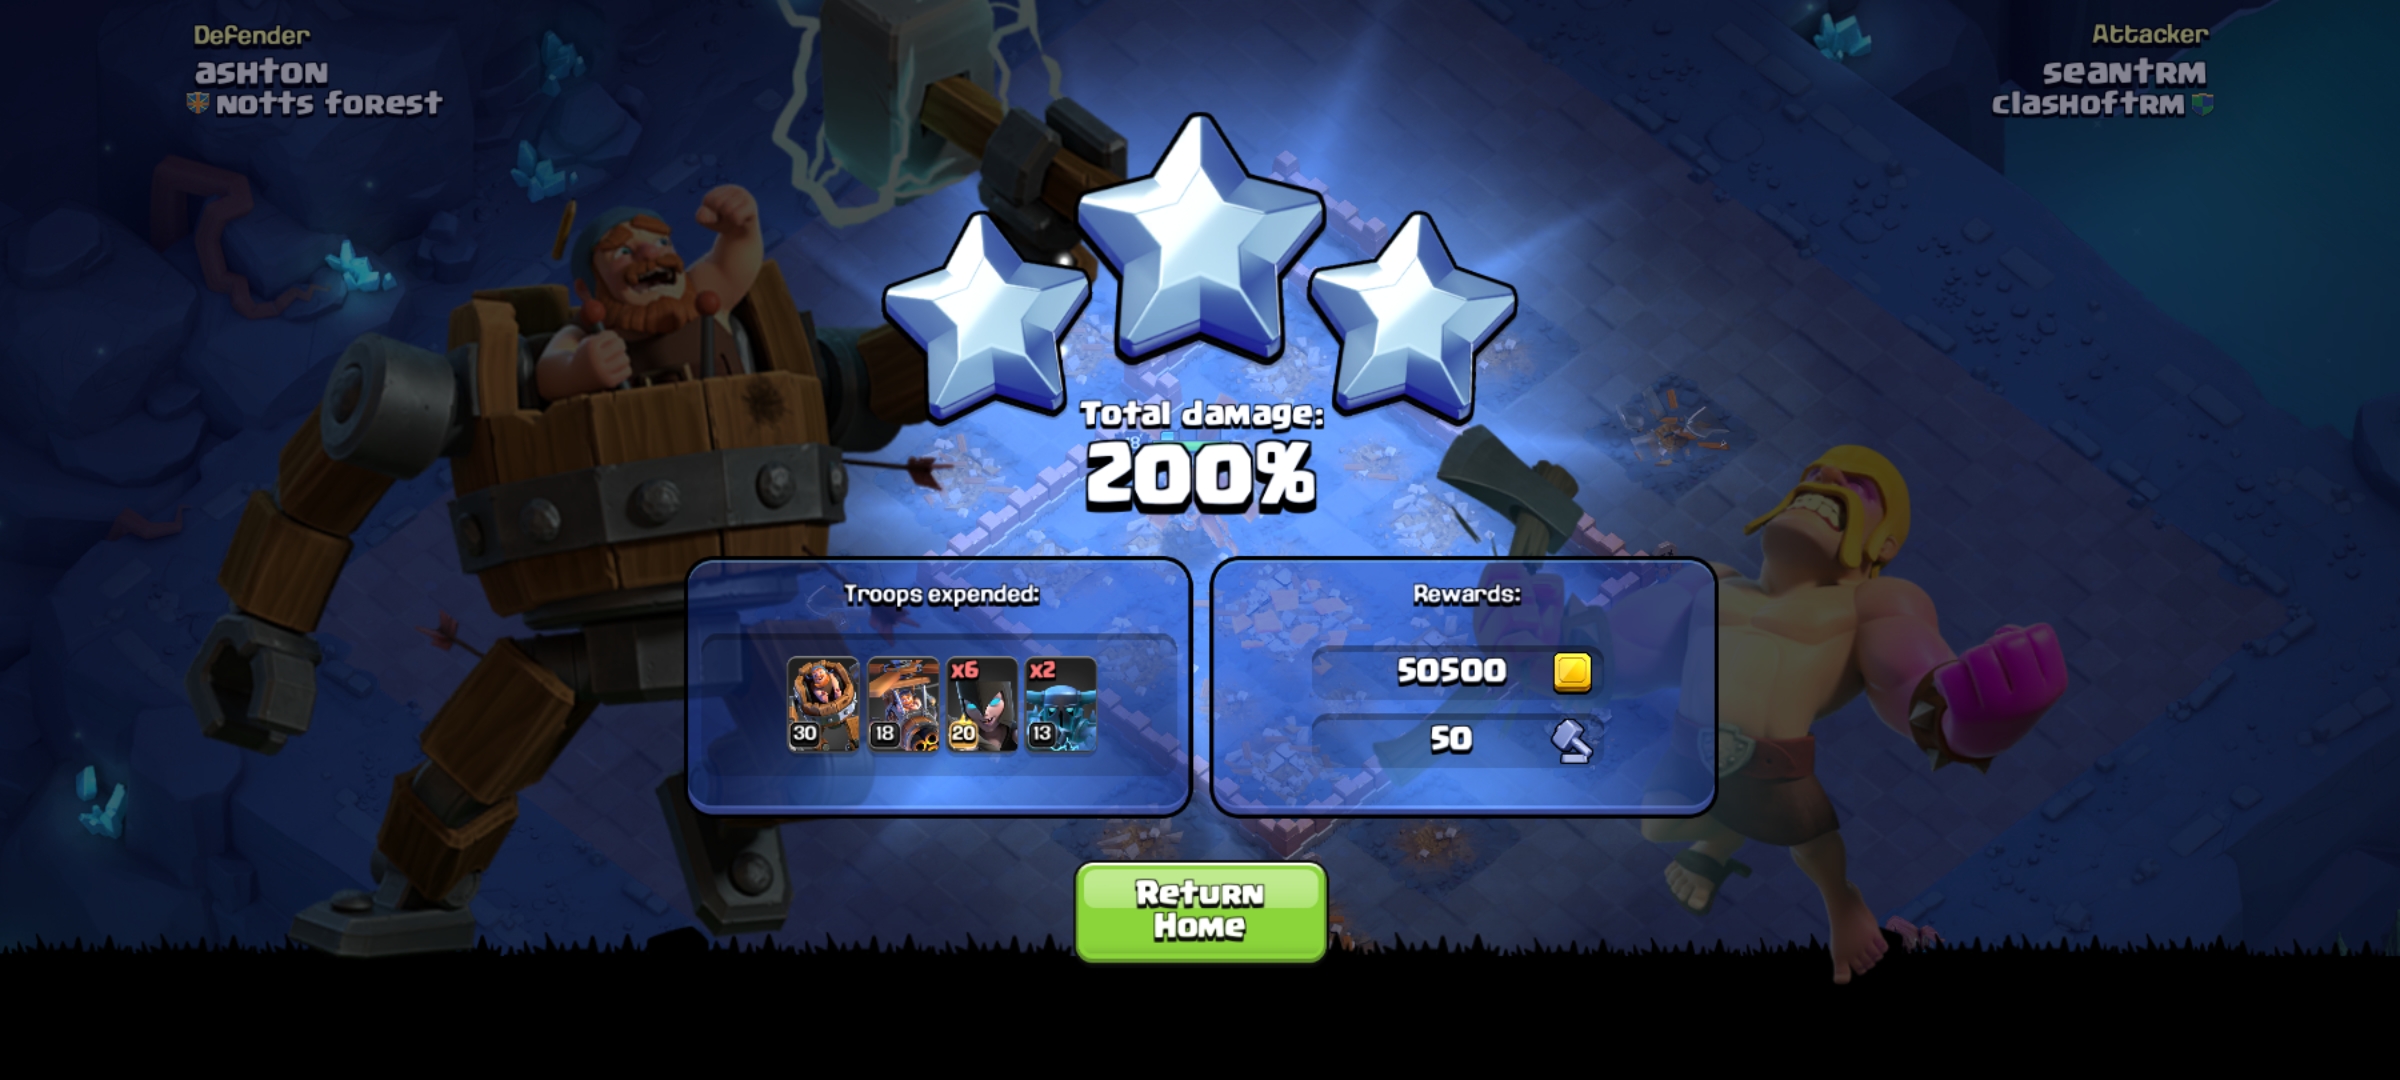 Defender
ashton
notts forest
Attacker
seantrm
clashoftrm
Total damage:
200%
Troops expended:
x6
x2
30
18
20
13
Rewards:
50500
50
Return
Home